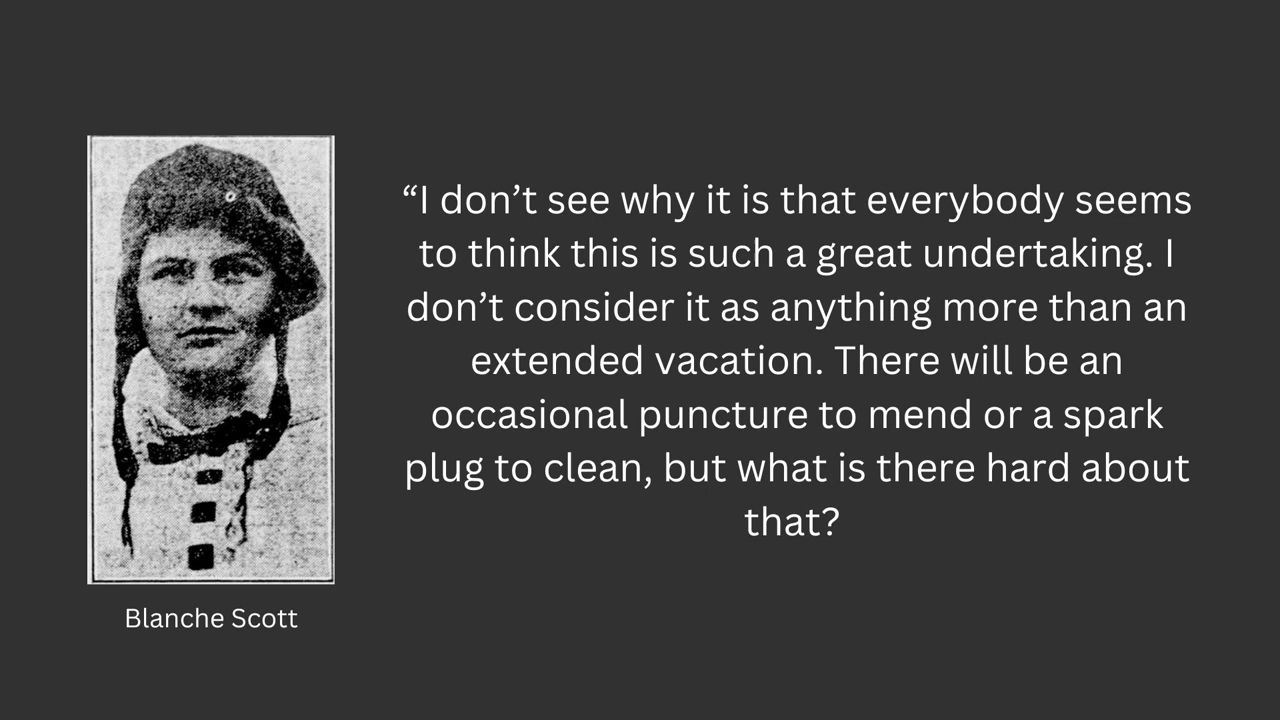 “I don’t see why it is that everybody seems
to think this is such a great undertaking. I
don’t consider it as anything more than an
extended vacation. There will be an
occasional puncture to mend or a spark
plug to clean, but what is there hard about
that?
Blanche Scott